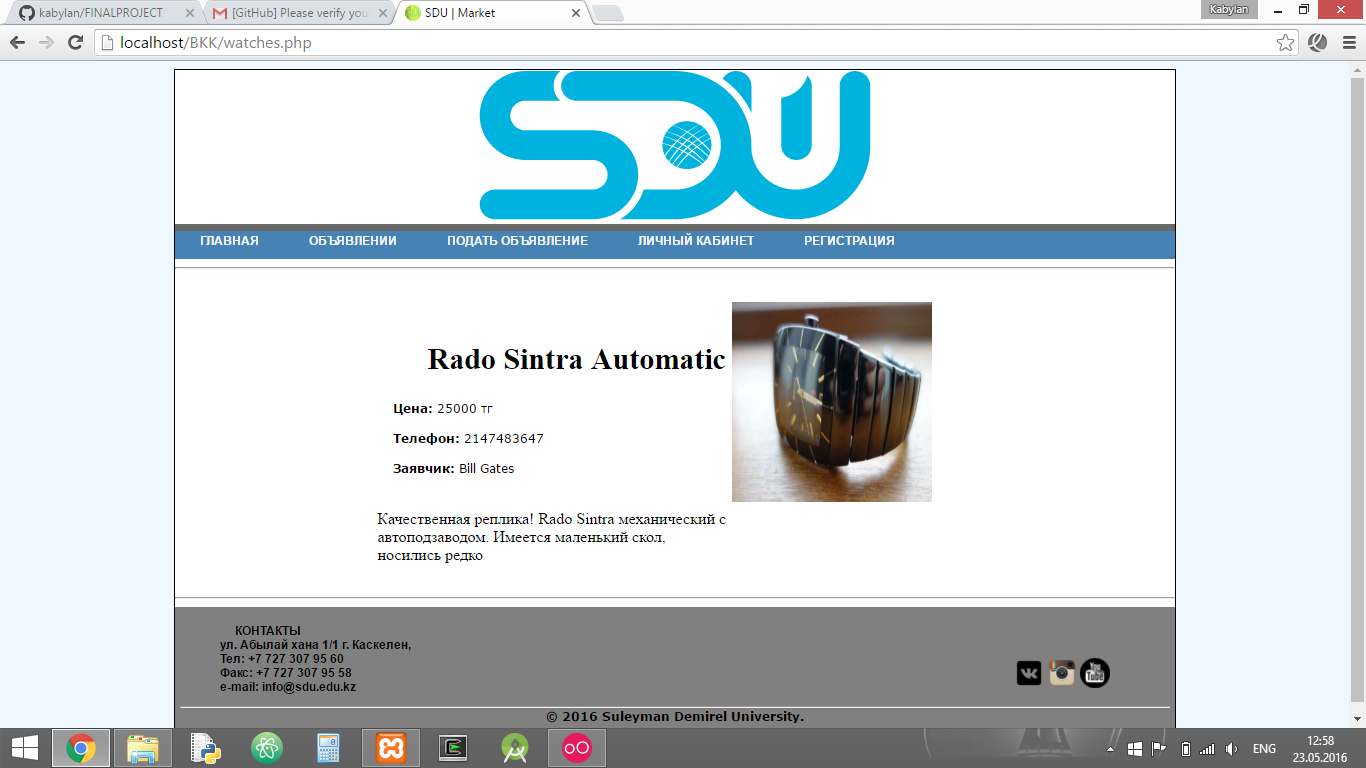 kabylan/FINALPROJECT
[GitHub] Please verify you
SDU | Market
Kabylan
localhost/BKK/watches.php
SDU
ГЛАВНАЯ ОБЪЯВЛЕНИИ ПОДАТЬ ОБЪЯВЛЕНИЕ ЛИЧНЫЙ КАБИНЕТ РЕГИСТРАЦИЯ
Rado Sintra Automatic
Цена: 25000 тг
Телефон: 2147483647
Заявчик: Bill Gates
Качественная реплика! Rado Sintra механический с
автоподзаводом. Имеется маленький скол,
носились редко
КОНТАКТЫ
ул. Абылай хана 1/1 г. Каскелен,
Тел: +7 727 307 95 60
Факс: +7 727 307 95 58
e-mail: info@sdu.edu.kz
You Tube
© 2016 Suleyman Demirel University.
ENG
12:58
23.05.2016